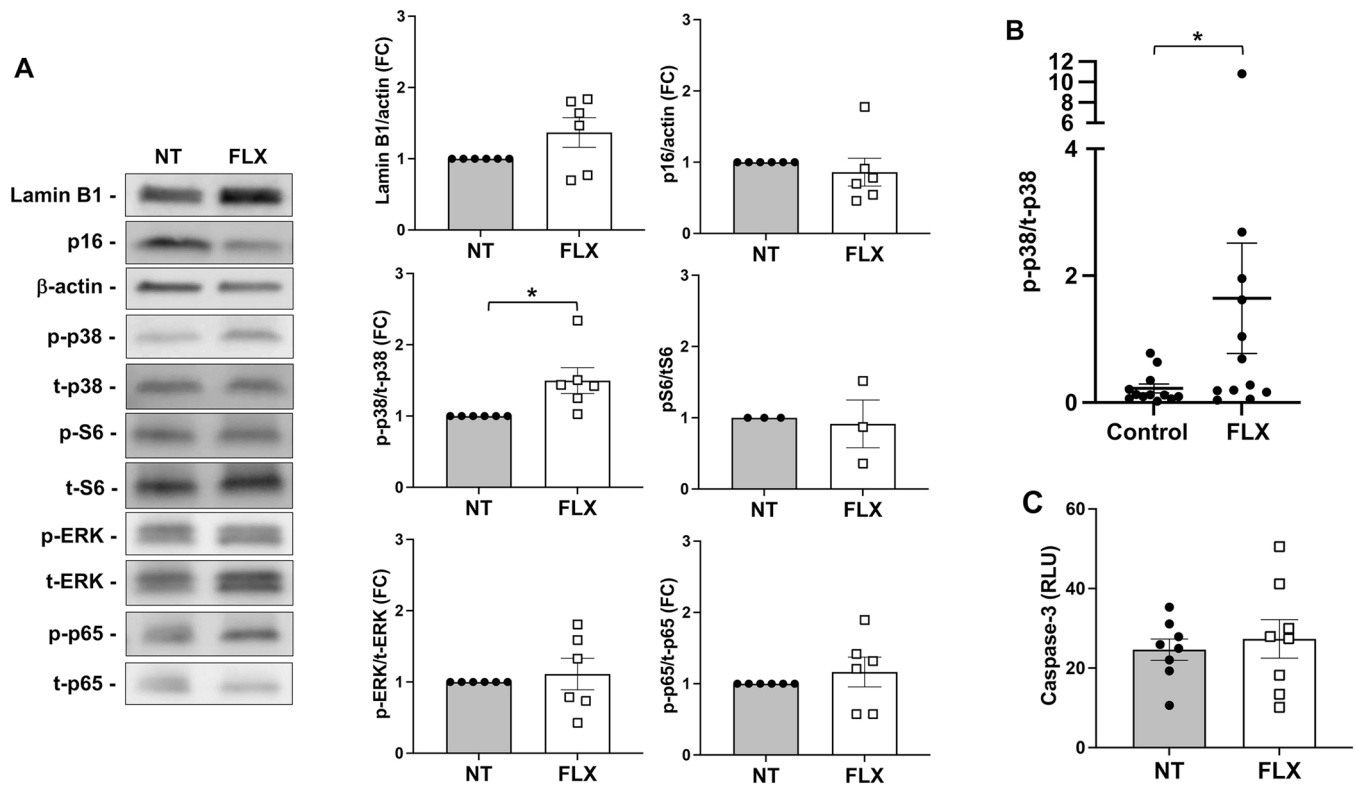 A
NT FLX
Lamin B1 -
p16 -
β-actin -
p-p38 -
t-p38 -
p-S6 -
t-S6 -
p-ERK -
t-ERK -
p-p65 -
t-p65 -
Lamin B1/actin (FC)
3
2
1
0
NT FLX
p16/actin (FC)
3
2
1
0
NT FLX
p-p38/t-p38 (FC)
3
2
1
0
*
NT FLX
pS6/tS6
3
2
1
0
NT FLX
p-ERK/t-ERK (FC)
3
2
1
0
NT FLX
p-p65/t-p65 (FC)
3
2
1
0
NT FLX
B
*
p-p38/t-p38
12
10
8
6
4
2
0
Control FLX
C
Caspase-3 (RLU)
60
40
20
0
NT FLX